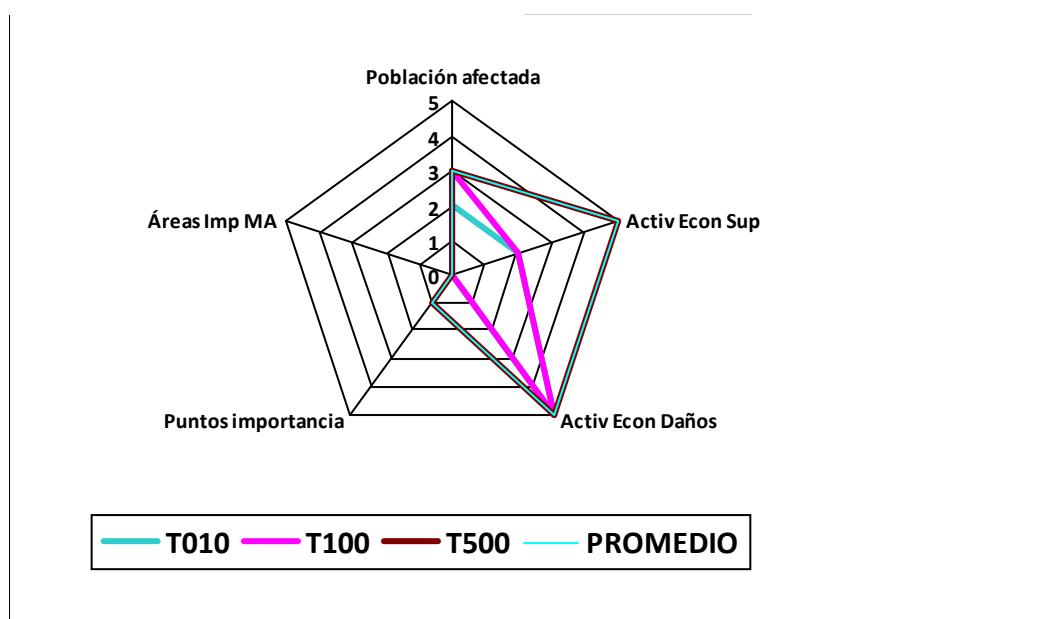 Población afectada
5
4
3
2
1
0
Áreas Imp MA
Activ Econ Sup
Puntos importancia
Activ Econ Daños
T010 T100 T500 PROMEDIO